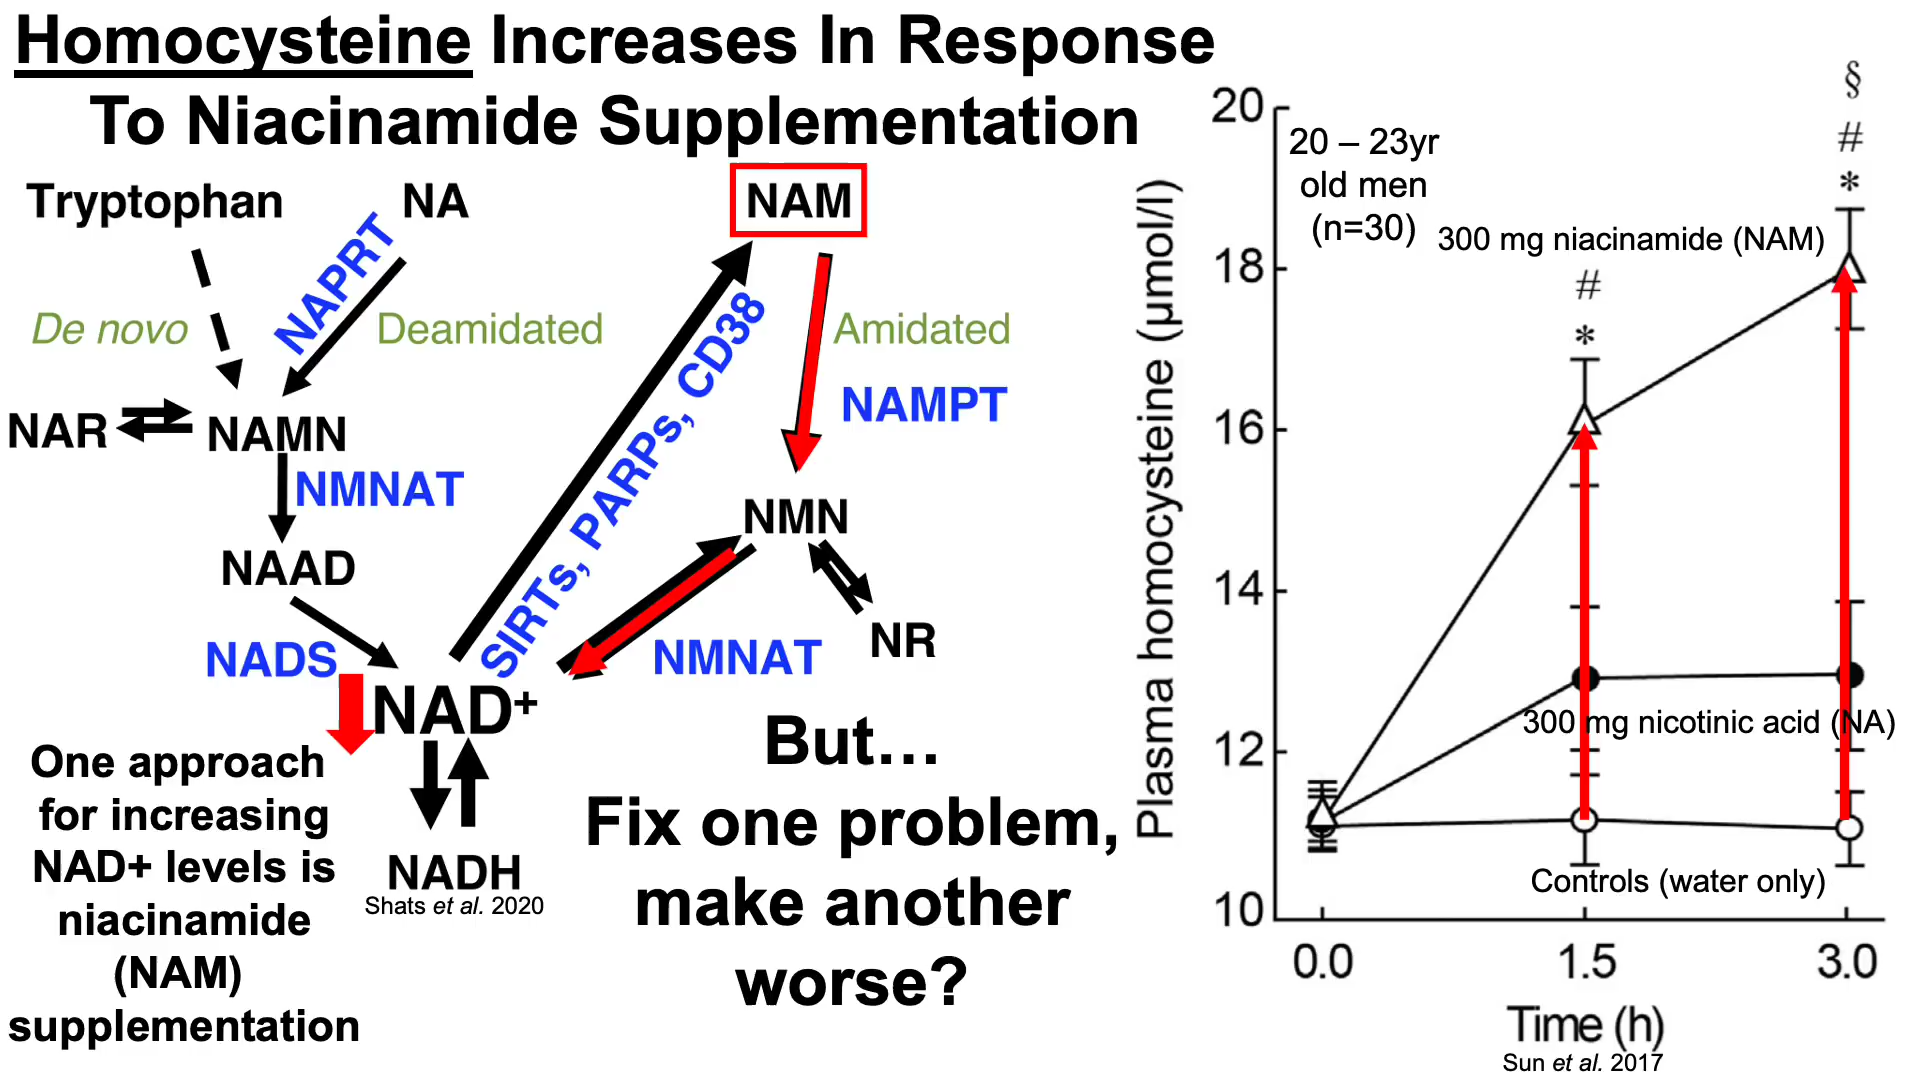 Homocysteine Increases In Response
To Niacinamide Supplementation
Tryptophan
NA
NAM
NAPRT
De novo
Deamidated
Amidated
NAMPT
SIRTs, PARPs, CD38
NAR
NAMN
NMNAT
NMN
NAAD
NR
NADS
NMNAT
NAD+
NADH
Shats et al. 2020
One approach
for increasing
NAD+ levels is
niacinamide
(NAM)
supplementation
But…
Fix one problem,
make another
worse?
Plasma homocysteine (µmol/l)
20
18
16
14
12
10
20 – 23yr
old men
(n=30)
§
#
*
300 mg niacinamide (NAM)
#
*
300 mg nicotinic acid (NA)
Controls (water only)
0.0
1.5
3.0
Time (h)
Sun et al. 2017